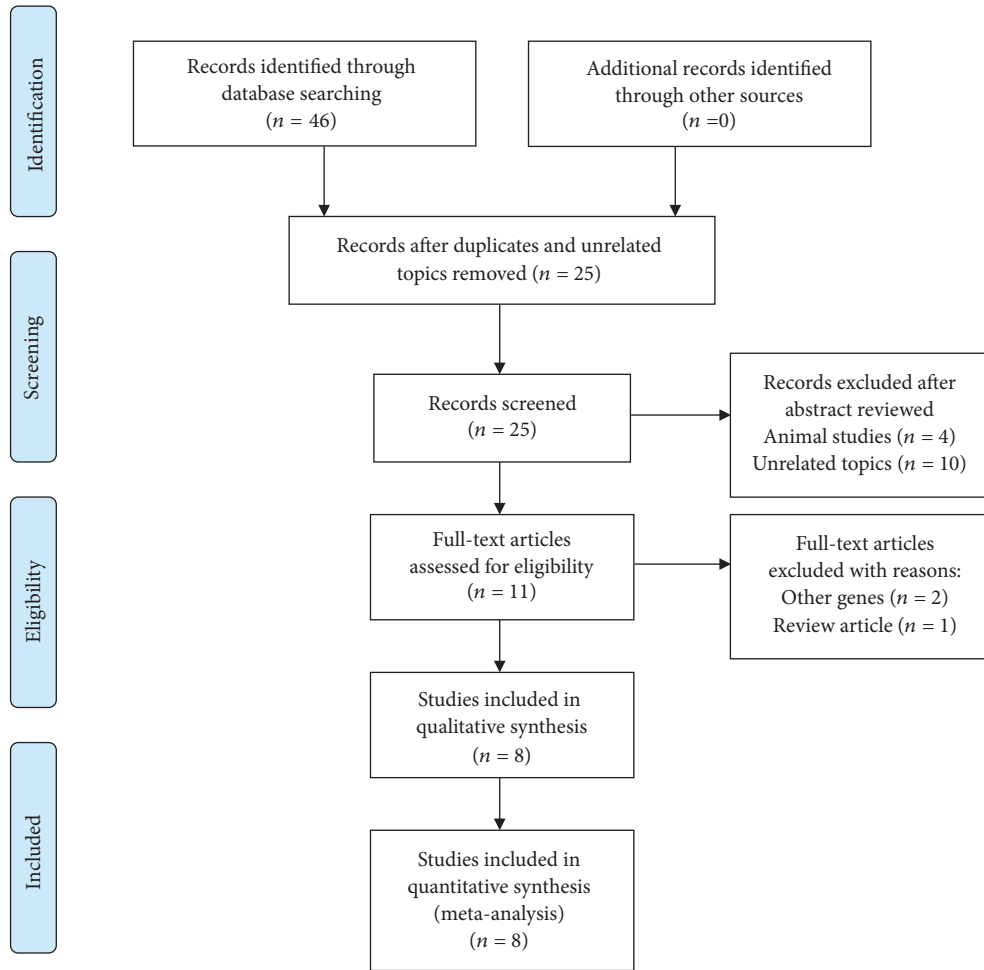 Identification
Records identified through
database searching
(n = 46)
Additional records identified
through other sources
(n =0)
Records after duplicates and unrelated
topics removed (n = 25)
Screening
Records screened
(n = 25)
Records excluded after
abstract reviewed
Animal studies (n = 4)
Unrelated topics (n = 10)
Eligibility
Full-text articles
assessed for eligibility
(n = 11)
Full-text articles
excluded with reasons:
Other genes (n = 2)
Review article (n = 1)
Studies included in
qualitative synthesis
(n = 8)
Included
Studies included in
quantitative synthesis
(meta-analysis)
(n = 8)